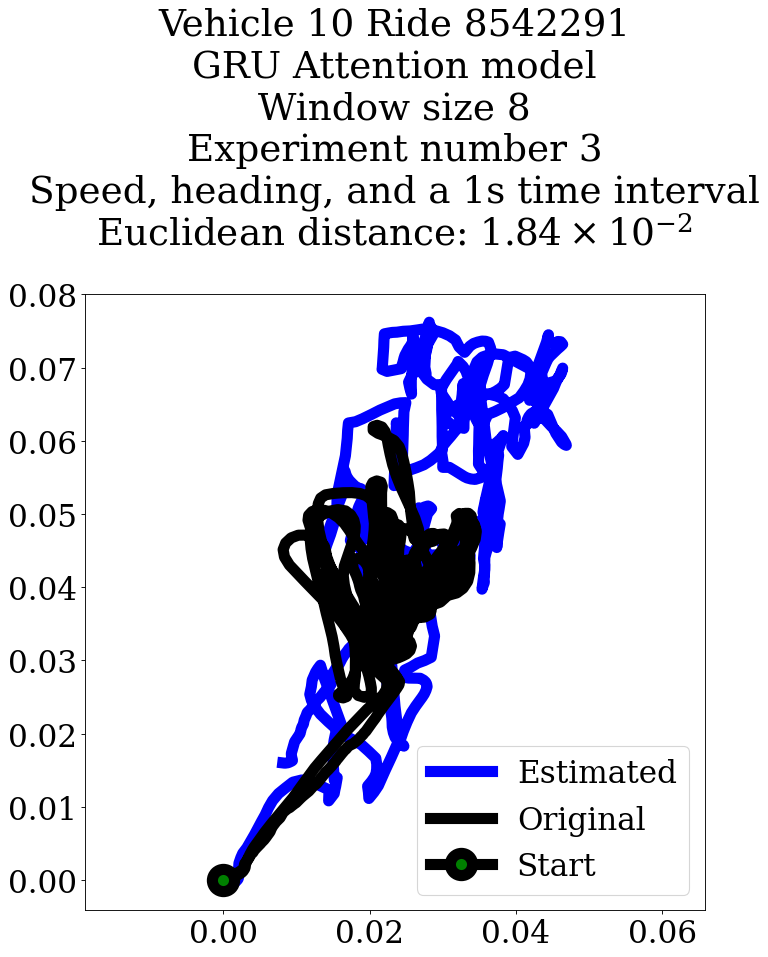 Vehicle 10 Ride 8542291
GRU Attention model
Window size 8
Experiment number 3
Speed, heading, and a 1s time interval
Euclidean distance: 1.84 × 10⁻²
0.08
0.07
0.06
0.05
0.04
0.03
0.02
0.01
0.00
Estimated
Original
Start
0.00 0.02 0.04 0.06